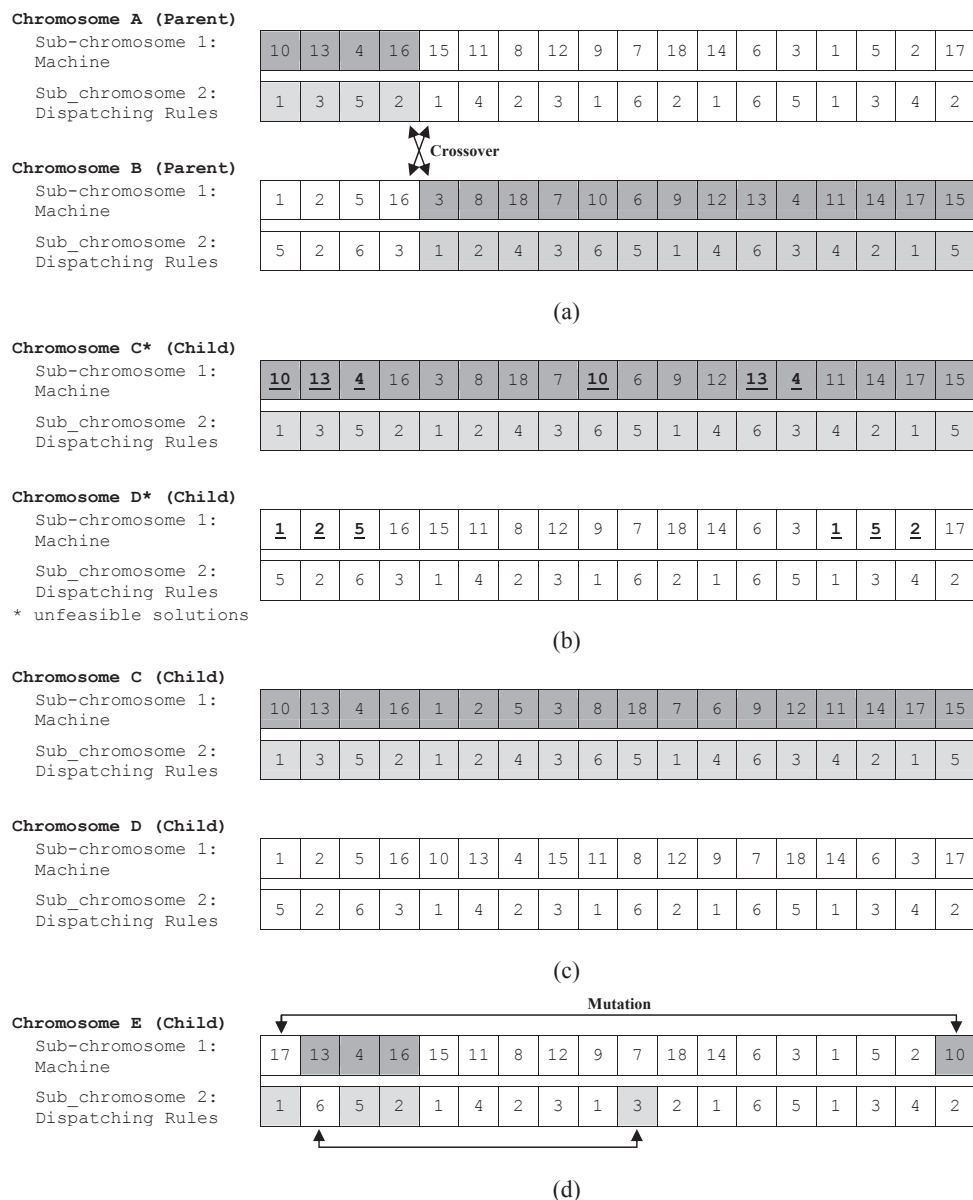 Chromosome A (Parent)
Sub-chromosome 1:
Machine
10 13 4 16 15 11 8 12 9 7 18 14 6 3 1 5 2 17
Sub_chromosome 2:
Dispatching Rules
1 3 5 2 1 4 2 3 1 6 2 1 6 5 1 3 4 2
Crossover
Chromosome B (Parent)
Sub-chromosome 1:
Machine
1 2 5 16 3 8 18 7 10 6 9 12 13 4 11 14 17 15
Sub_chromosome 2:
Dispatching Rules
5 2 6 3 1 2 4 3 6 5 1 4 6 3 4 2 1 5
(a)
Chromosome C* (Child)
Sub-chromosome 1:
Machine
10 13 4 16 3 8 18 7 10 6 9 12 13 4 11 14 17 15
Sub_chromosome 2:
Dispatching Rules
1 3 5 2 1 2 4 3 6 5 1 4 6 3 4 2 1 5
Chromosome D* (Child)
Sub-chromosome 1:
Machine
1 2 5 16 15 11 8 12 9 7 18 14 6 3 1 5 2 17
Sub_chromosome 2:
Dispatching Rules
5 2 6 3 1 4 2 3 1 6 2 1 6 5 1 3 4 2
* unfeasible solutions
(b)
Chromosome C (Child)
Sub-chromosome 1:
Machine
10 13 4 16 1 2 5 3 8 18 7 6 9 12 11 14 17 15
Sub_chromosome 2:
Dispatching Rules
1 3 5 2 1 2 4 3 6 5 1 4 6 3 4 2 1 5
Chromosome D (Child)
Sub-chromosome 1:
Machine
1 2 5 16 10 13 4 15 11 8 12 9 7 18 14 6 3 17
Sub_chromosome 2:
Dispatching Rules
5 2 6 3 1 4 2 3 1 6 2 1 6 5 1 3 4 2
(c)
Mutation
Chromosome E (Child)
Sub-chromosome 1:
Machine
17 13 4 16 15 11 8 12 9 7 18 14 6 3 1 5 2 10
Sub_chromosome 2:
Dispatching Rules
1 6 5 2 1 4 2 3 1 3 2 1 6 5 1 3 4 2
(d)